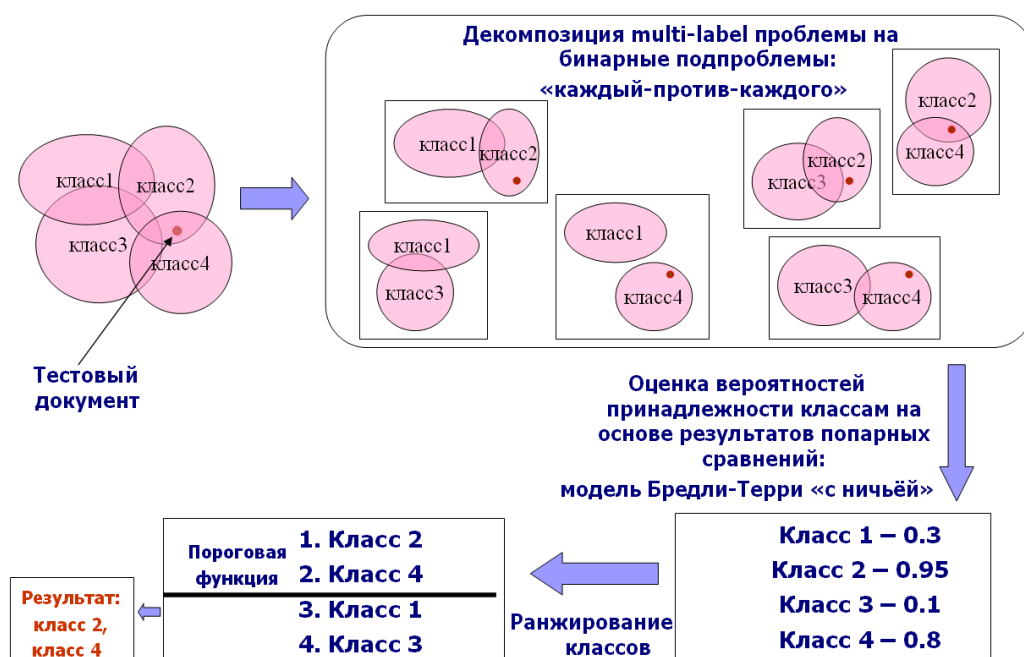 Декомпозиция multi-label проблемы на
бинарные подпроблемы:
«каждый-против-каждого»
класс1
класс2
класс3
класс4
Тестовый
документ
класс1
класс2
класс1
класс3
класс1
класс4
класс2
класс3
класс2
класс4
класс3
класс4
Оценка вероятностей
принадлежности классам на
основе результатов попарных
сравнений:
модель Бредли-Терри «с ничьёй»
Класс 1 – 0.3
Класс 2 – 0.95
Класс 3 – 0.1
Класс 4 – 0.8
Ранжирование
классов
Пороговая
функция
1. Класс 2
2. Класс 4
3. Класс 1
4. Класс 3
Результат:
класс 2,
класс 4